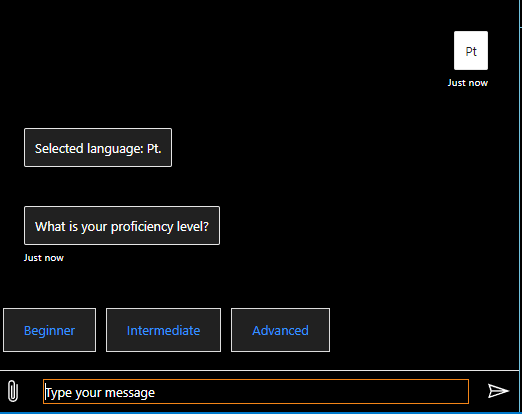 Pt
Just now
Selected language: Pt.
What is your proficiency level?
Just now
Beginner
Intermediate
Advanced
Type your message